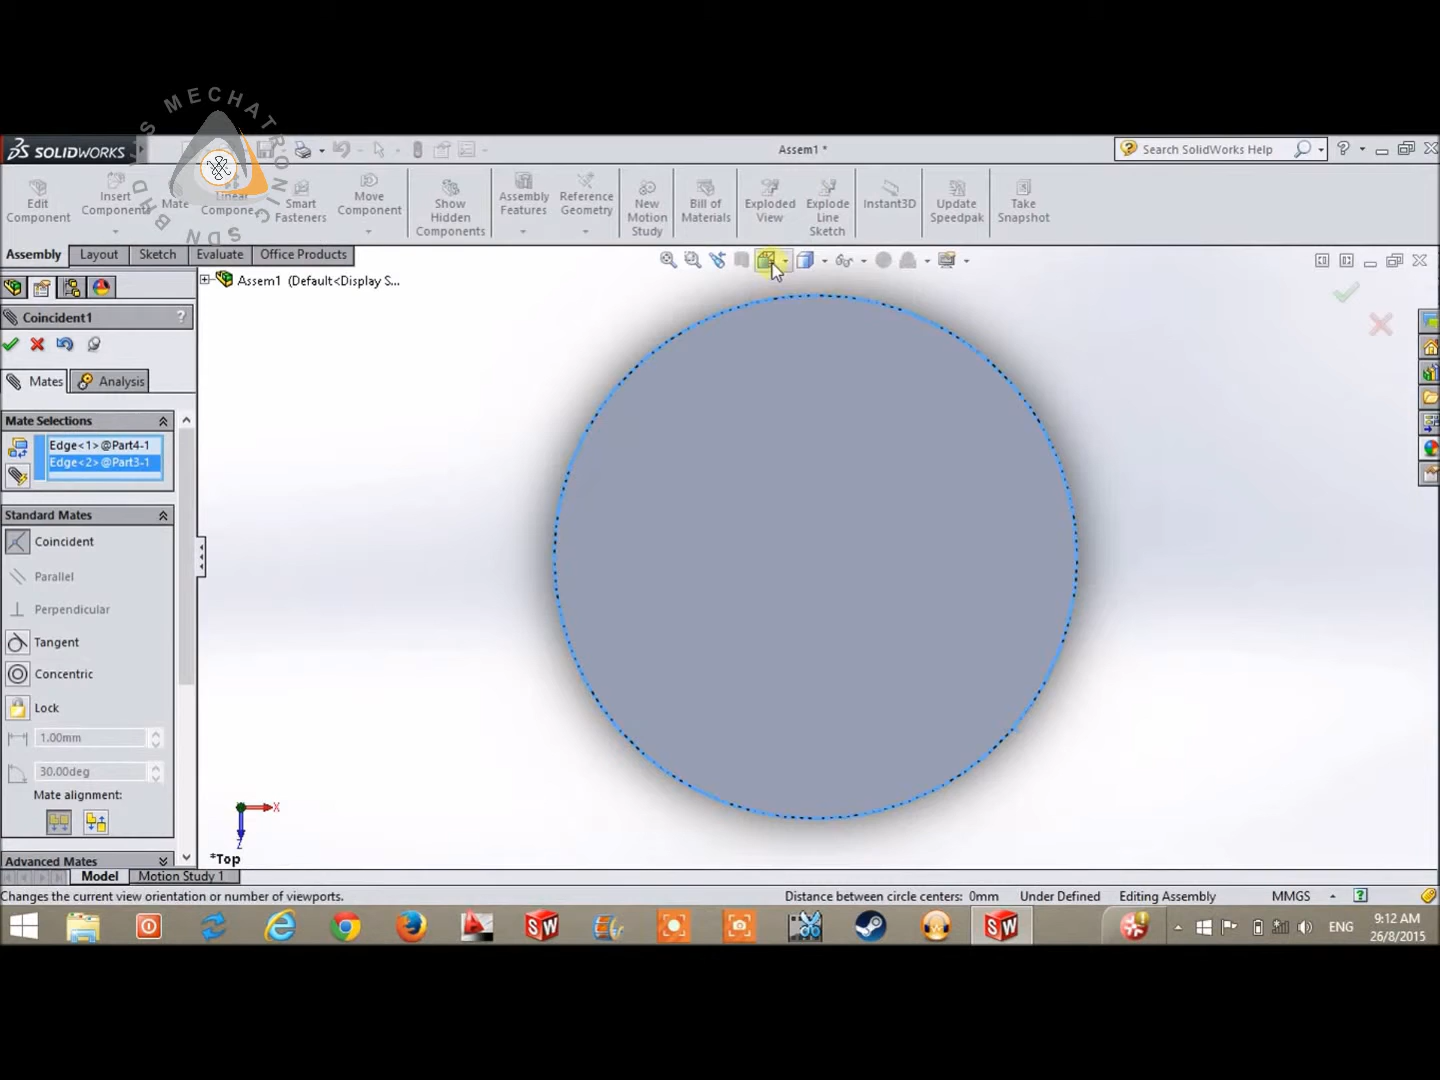 MECHATRONIC SDN BHD
SOLIDWORKS
Assem1 *
Search SolidWorks Help
Edit Component
Insert Components
Mate
Linear Compone...
Smart Fasteners
Move Component
Show Hidden Components
Assembly Features
Reference Geometry
New Motion Study
Bill of Materials
Exploded View
Explode Line Sketch
Instant3D
Update Speedpak
Take Snapshot
Assembly
Layout
Sketch
Evaluate
Office Products
Assem1 (Default<Display S...
Coincident1
?
Mates
Analysis
Mate Selections
Edge<1>@Part4-1
Edge<2>@Part3-1
Standard Mates
Coincident
Parallel
Perpendicular
Tangent
Concentric
Lock
1.00mm
30.00deg
Mate alignment:
Advanced Mates
X
Z
*Top
Model
Motion Study 1
Changes the current view orientation or number of viewports.
Distance between circle centers: 0mm
Under Defined
Editing Assembly
MMGS
ENG
9:12 AM
26/8/2015